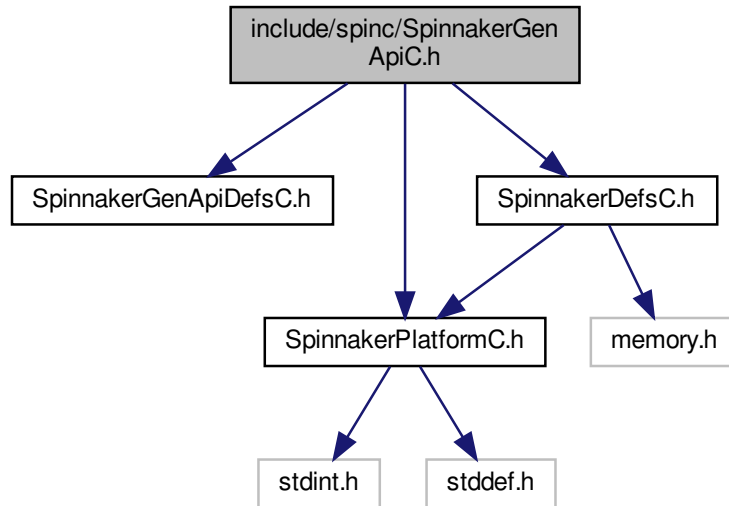 include/spinc/SpinnakerGen
ApiC.h
SpinnakerGenApiDefsC.h
SpinnakerDefsC.h
SpinnakerPlatformC.h
memory.h
stdint.h
stddef.h